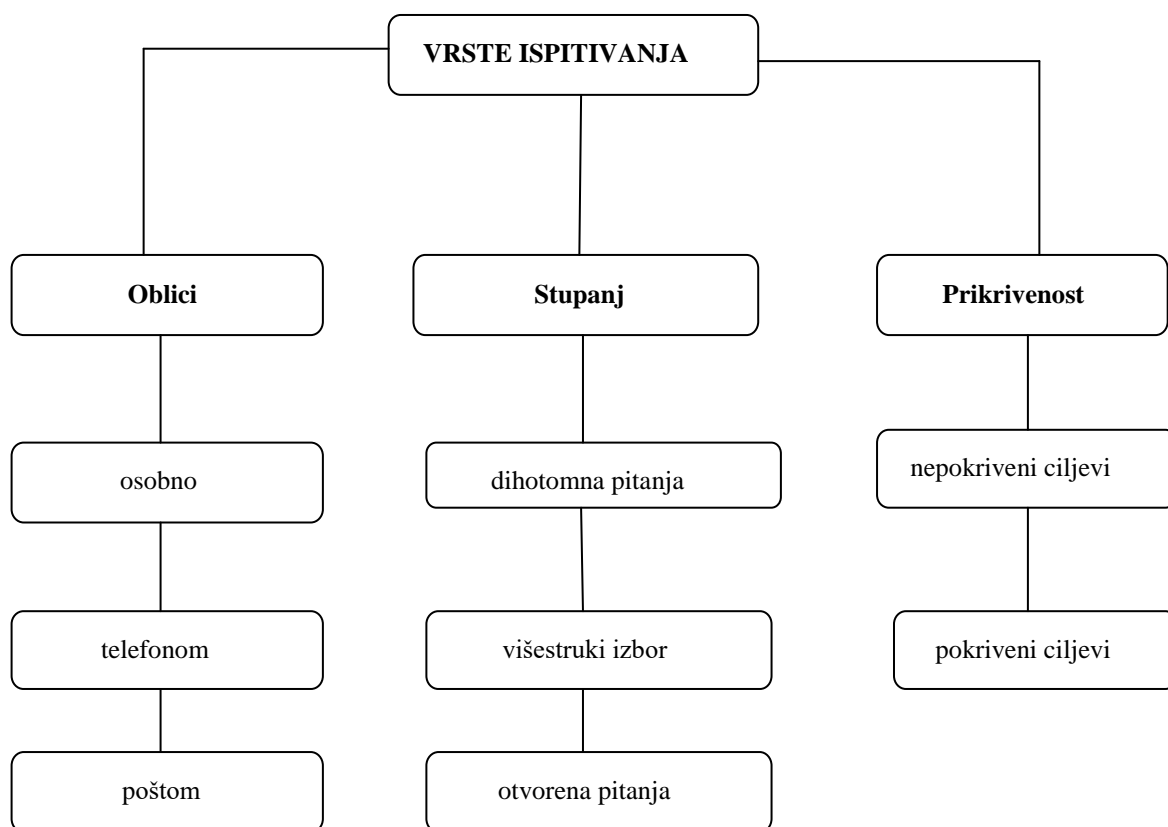 VRSTE ISPITIVANJA
Oblici
Stupanj
Prikrivenost
osobno
dihotomna pitanja
nepokriveni ciljevi
telefonom
višestruki izbor
pokriveni ciljevi
poštom
otvorena pitanja